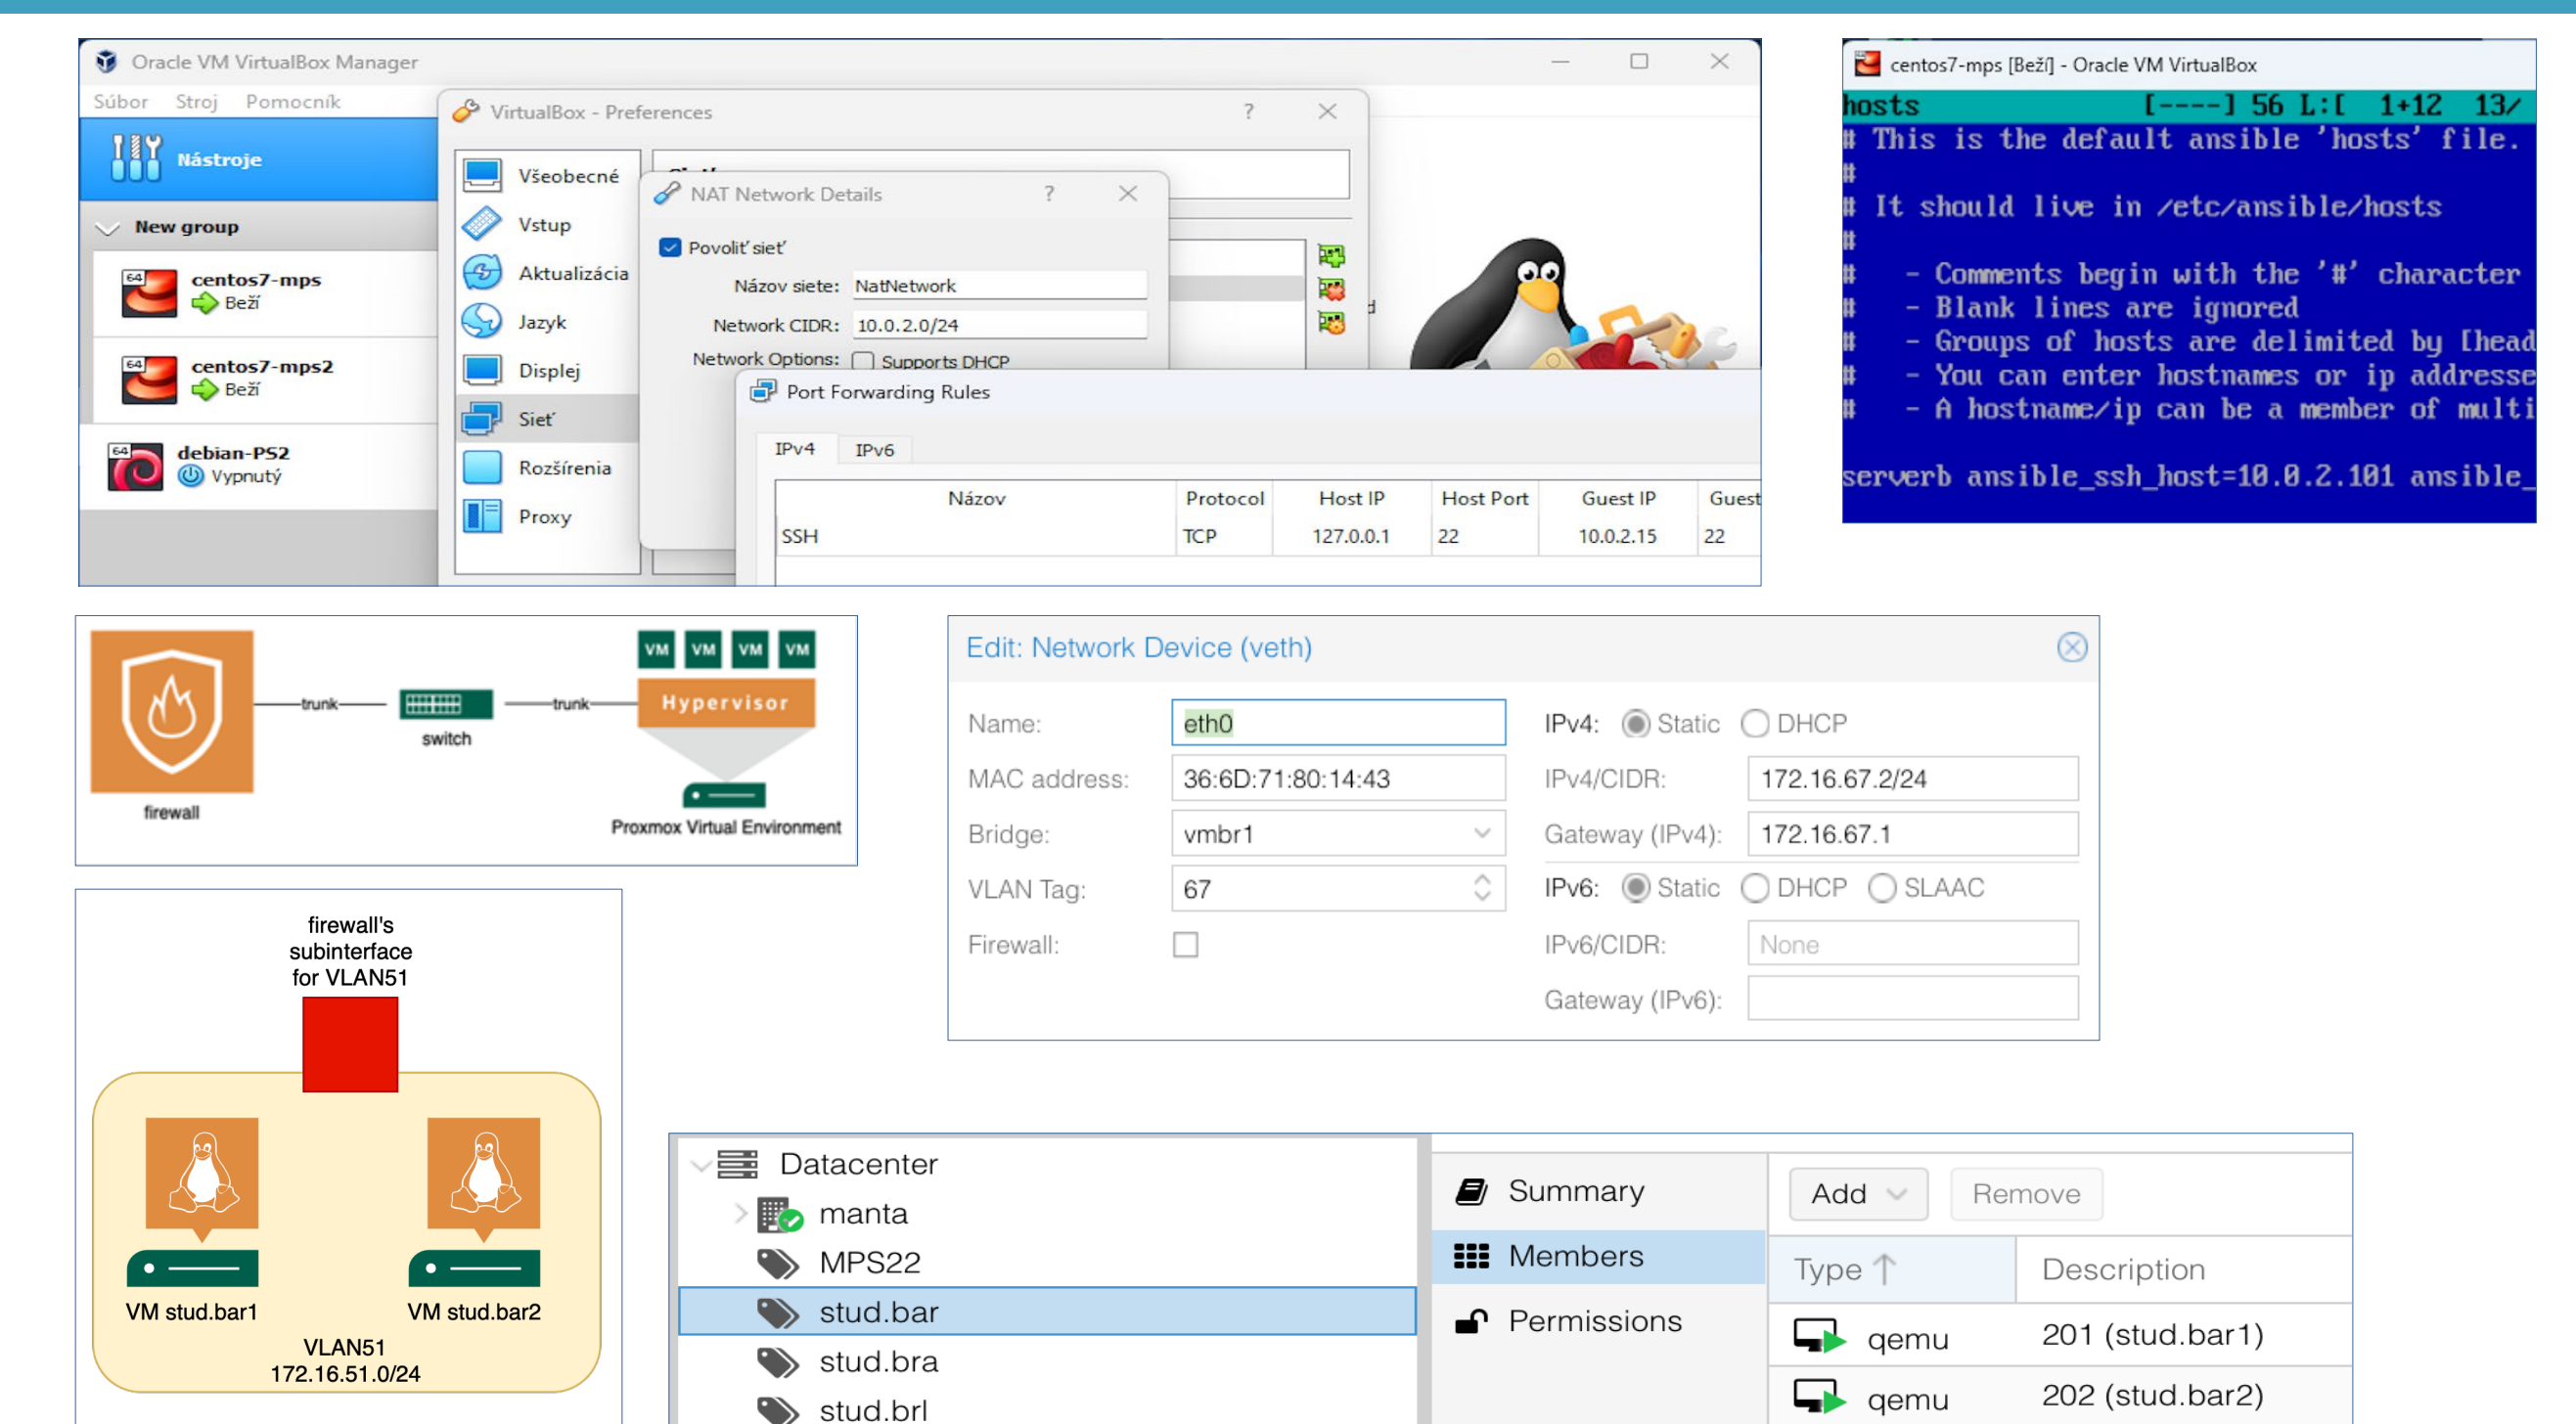 Oracle VM VirtualBox Manager
Súbor Stroj Pomocník
Nástroje
New group
64
centos7-mps
Beží
64
centos7-mps2
Beží
64
debian-PS2
Vypnutý
VirtualBox - Preferences
?
Všeobecné
Vstup
Aktualizácia
Jazyk
Displej
Sieť
Rozšírenia
Proxy
NAT Network Details
?
Povoliť sieť
Názov siete: NatNetwork
Network CIDR: 10.0.2.0/24
Network Options: Supports DHCP
d
Port Forwarding Rules
IPv4 IPv6
Názov Protocol Host IP Host Port Guest IP Guest
SSH TCP 127.0.0.1 22 10.0.2.15 22
centos7-mps [Beží] - Oracle VM VirtualBox
hosts [----] 56 L:[ 1+12 13/
# This is the default ansible 'hosts' file.
#
# It should live in /etc/ansible/hosts
#
# - Comments begin with the '#' character
# - Blank lines are ignored
# - Groups of hosts are delimited by [head
# - You can enter hostnames or ip addresse
# - A hostname/ip can be a member of multi
serverb ansible_ssh_host=10.0.2.101 ansible_
VM VM VM VM
Hypervisor
trunk
trunk
switch
firewall
Proxmox Virtual Environment
Edit: Network Device (veth)
Name: eth0
MAC address: 36:6D:71:80:14:43
Bridge: vmbr1
VLAN Tag: 67
Firewall:
IPv4: Static DHCP
IPv4/CIDR: 172.16.67.2/24
Gateway (IPv4): 172.16.67.1
IPv6: Static DHCP SLAAC
IPv6/CIDR: None
Gateway (IPv6):
firewall's
subinterface
for VLAN51
VM stud.bar1
VM stud.bar2
VLAN51
172.16.51.0/24
Datacenter
manta
MPS22
stud.bar
stud.bra
stud.brl
Summary
Members
Permissions
Add Remove
Type Description
qemu 201 (stud.bar1)
qemu 202 (stud.bar2)